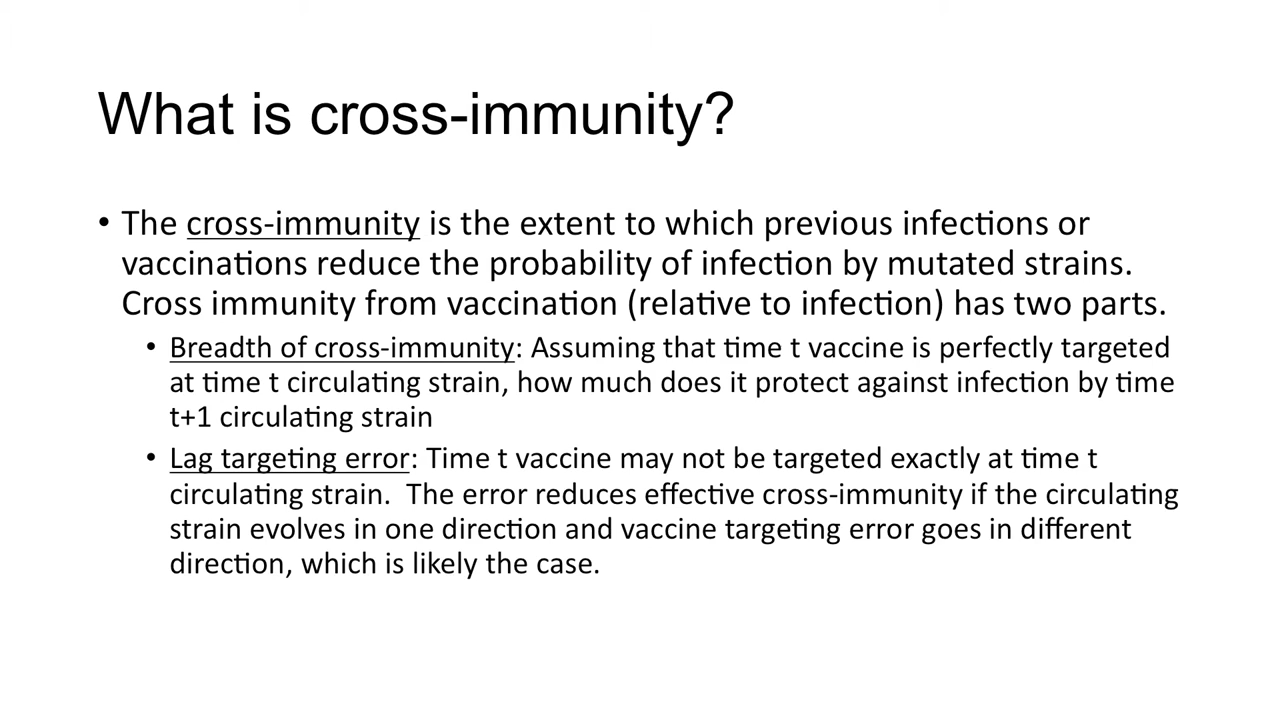 What is cross-immunity?
• The cross-immunity is the extent to which previous infections or
vaccinations reduce the probability of infection by mutated strains.
Cross immunity from vaccination (relative to infection) has two parts.
• Breadth of cross-immunity: Assuming that time t vaccine is perfectly targeted
at time t circulating strain, how much does it protect against infection by time
t+1 circulating strain
• Lag targeting error: Time t vaccine may not be targeted exactly at time t
circulating strain.  The error reduces effective cross-immunity if the circulating
strain evolves in one direction and vaccine targeting error goes in different
direction, which is likely the case.